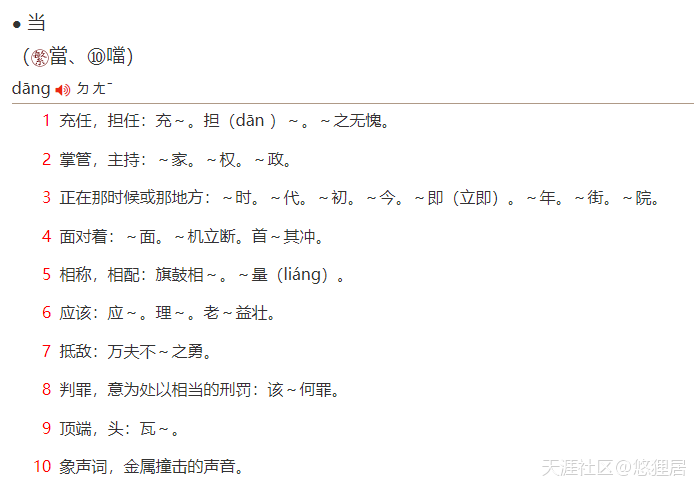 ● 当
（繁當、⑩噹）
dāng ㄉㄤˉ
1 充任，担任：充～。担（dān ）～。～之无愧。
2 掌管，主持：～家。～权。～政。
3 正在那时候或那地方：～时。～代。～初。～今。～即（立即）。～年。～街。～院。
4 面对着：～面。～机立断。首～其冲。
5 相称，相配：旗鼓相～。～量（liáng）。
6 应该：应～。理～。老～益壮。
7 抵敌：万夫不～之勇。
8 判罪，意为处以相当的刑罚：该～何罪。
9 顶端，头：瓦～。
10 象声词，金属撞击的声音。
天涯社区@悠狸居